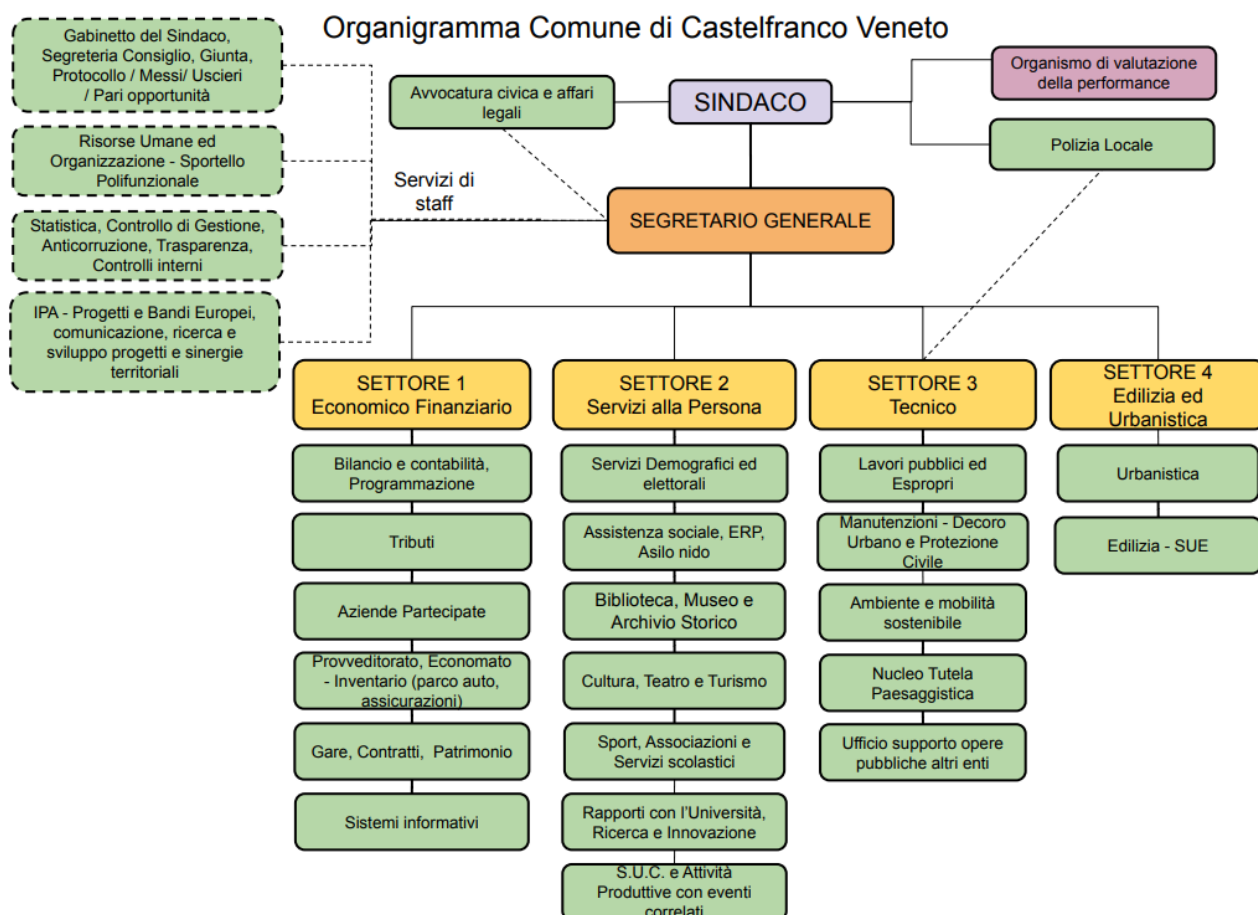 Organigramma Comune di Castelfranco Veneto
Gabinetto del Sindaco,
Segreteria Consiglio, Giunta,
Protocollo / Messi/ Uscieri
/ Pari opportunità
Risorse Umane ed
Organizzazione - Sportello
Polifunzionale
Statistica, Controllo di Gestione,
Anticorruzione, Trasparenza,
Controlli interni
IPA - Progetti e Bandi Europei,
comunicazione, ricerca e
sviluppo progetti e sinergie
territoriali
Servizi di
staff
Avvocatura civica e affari
legali
SINDACO
Organismo di valutazione
della performance
Polizia Locale
SEGRETARIO GENERALE
SETTORE 1
Economico Finanziario
Bilancio e contabilità,
Programmazione
Tributi
Aziende Partecipate
Provveditorato, Economato
- Inventario (parco auto,
assicurazioni)
Gare, Contratti, Patrimonio
Sistemi informativi
SETTORE 2
Servizi alla Persona
Servizi Demografici ed
elettorali
Assistenza sociale, ERP,
Asilo nido
Biblioteca, Museo e
Archivio Storico
Cultura, Teatro e Turismo
Sport, Associazioni e
Servizi scolastici
Rapporti con l'Università,
Ricerca e Innovazione
S.U.C. e Attività
Produttive con eventi
correlati
SETTORE 3
Tecnico
Lavori pubblici ed
Espropri
Manutenzioni - Decoro
Urbano e Protezione
Civile
Ambiente e mobilità
sostenibile
Nucleo Tutela
Paesaggistica
Ufficio supporto opere
pubbliche altri enti
SETTORE 4
Edilizia ed
Urbanistica
Urbanistica
Edilizia - SUE